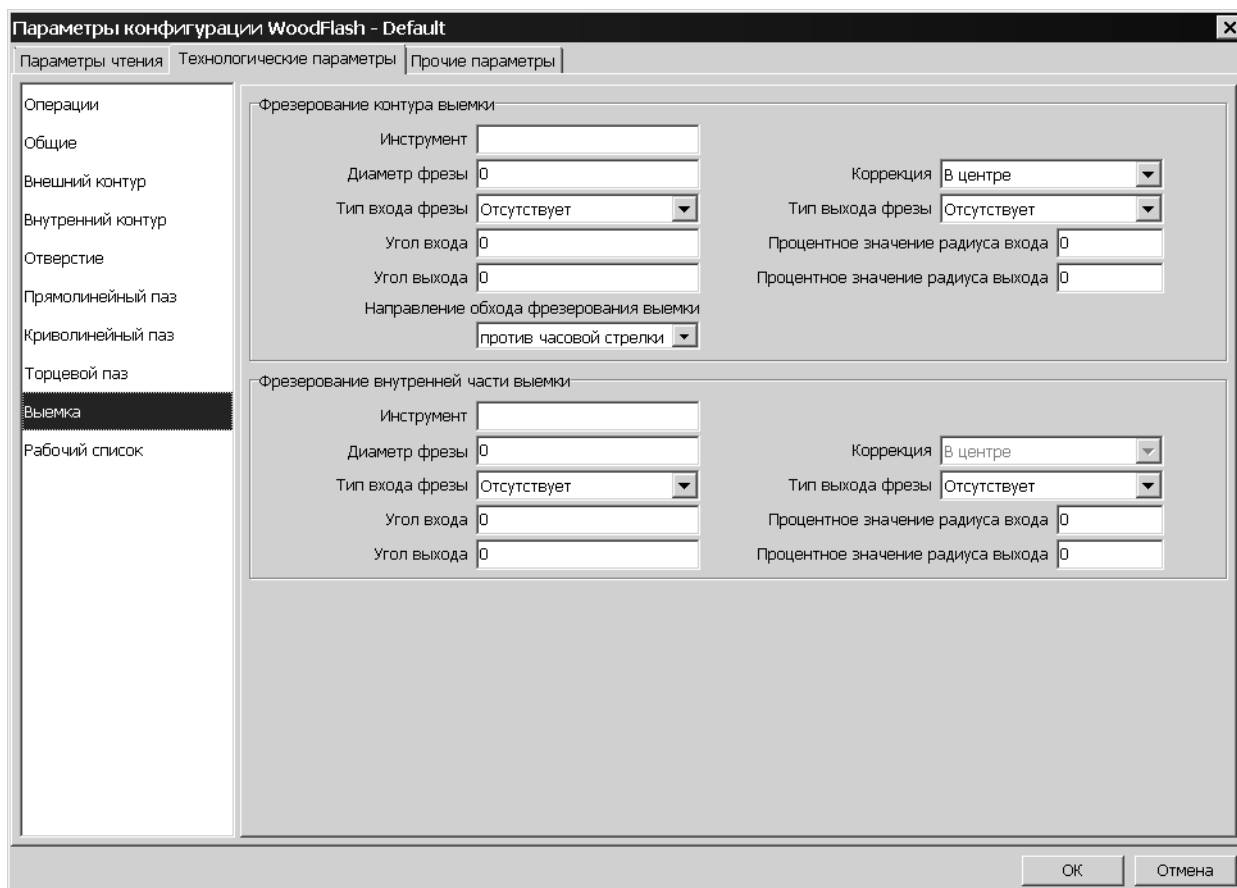 Параметры конфигурации WoodFlash - Default
Параметры чтения Технологические параметры Прочие параметры
Операции
Общие
Внешний контур
Внутренний контур
Отверстие
Прямолинейный паз
Криволинейный паз
Торцевой паз
Выемка
Рабочий список
Фрезерование контура выемки
Инструмент
Диаметр фрезы 0 Коррекция В центре
Тип входа фрезы Отсутствует Тип выхода фрезы Отсутствует
Угол входа 0 Процентное значение радиуса входа 0
Угол выхода 0 Процентное значение радиуса выхода 0
Направление обхода фрезерования выемки
против часовой стрелки
Фрезерование внутренней части выемки
Инструмент
Диаметр фрезы 0 Коррекция В центре
Тип входа фрезы Отсутствует Тип выхода фрезы Отсутствует
Угол входа 0 Процентное значение радиуса входа 0
Угол выхода 0 Процентное значение радиуса выхода 0
ОК Отмена